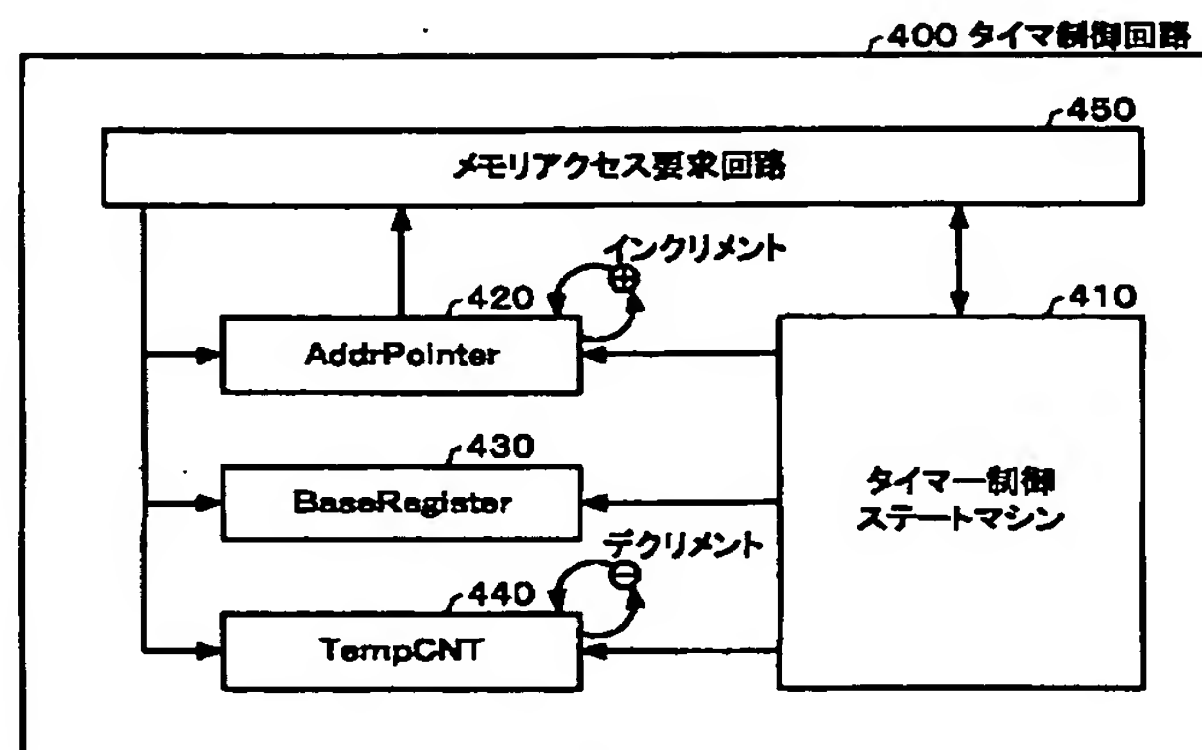 400 タイマ制御回路
450
メモリアクセス要求回路
インクリメント
420
410
AddrPointer
430
BaseRegister
タイマー制御
ステートマシン
デクリメント
440
TempCNT